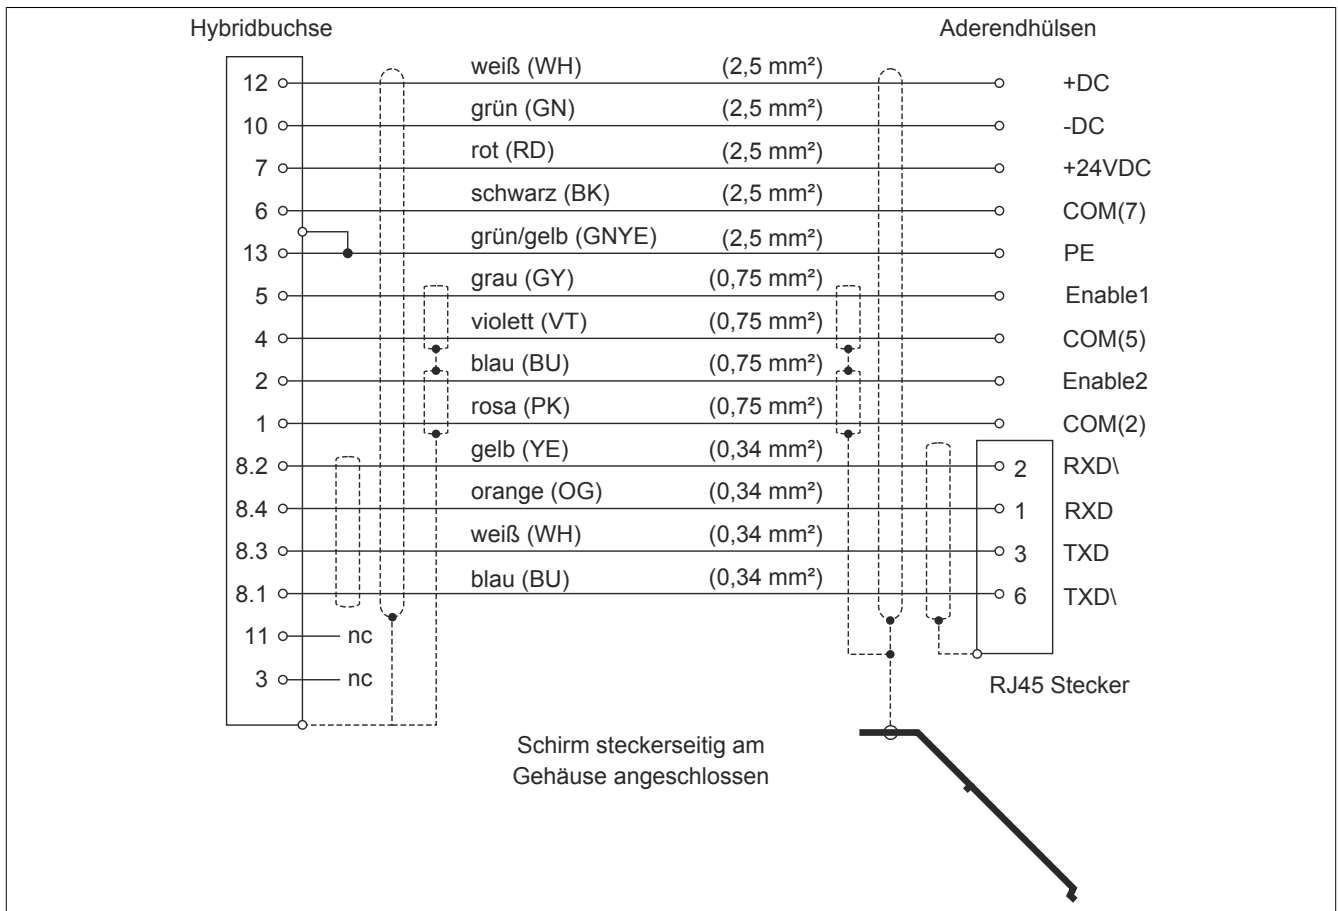 Hybridbuchse Aderendhülsen
12 weiß (WH) (2,5 mm²) +DC
10 grün (GN) (2,5 mm²) -DC
7 rot (RD) (2,5 mm²) +24VDC
6 schwarz (BK) (2,5 mm²) COM(7)
13 grün/gelb (GNYE) (2,5 mm²) PE
5 grau (GY) (0,75 mm²) Enable1
4 violett (VT) (0,75 mm²) COM(5)
2 blau (BU) (0,75 mm²) Enable2
1 rosa (PK) (0,75 mm²) COM(2)
8.2 gelb (YE) (0,34 mm²) 2 RXD\
8.4 orange (OG) (0,34 mm²) 1 RXD
8.3 weiß (WH) (0,34 mm²) 3 TXD
8.1 blau (BU) (0,34 mm²) 6 TXD\
11 nc
3 nc
RJ45 Stecker
Schirm steckerseitig am
Gehäuse angeschlossen